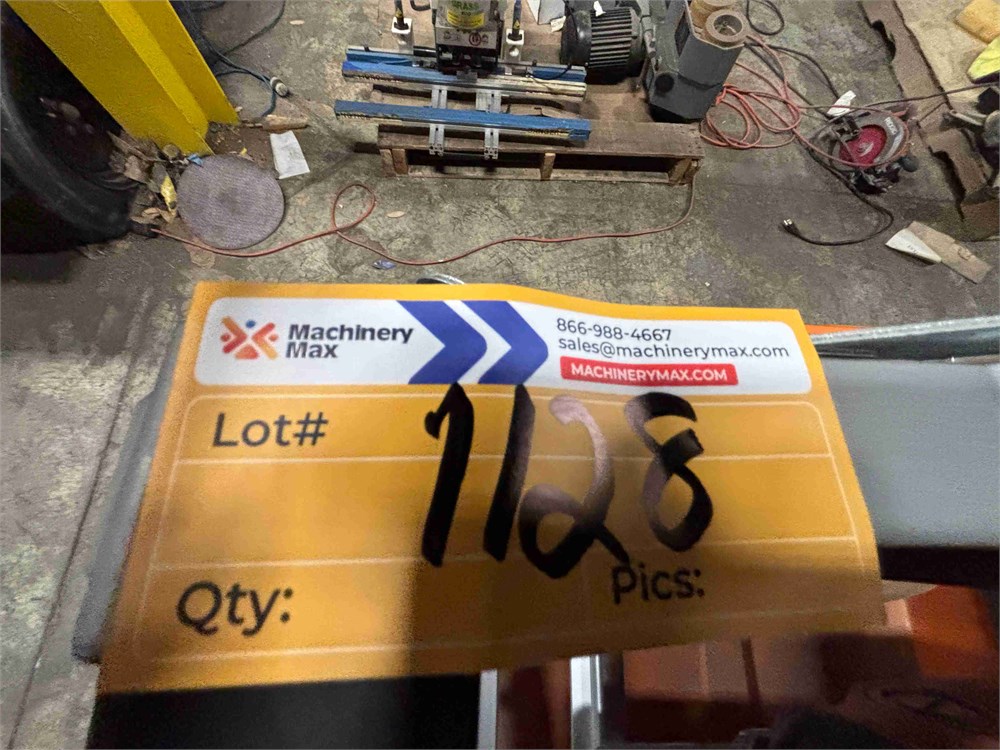 Machinery
Max
866-988-4667
sales@machinerymax.com
MACHINERYMAX.COM
Lot#
1128
Qty:
Pics: